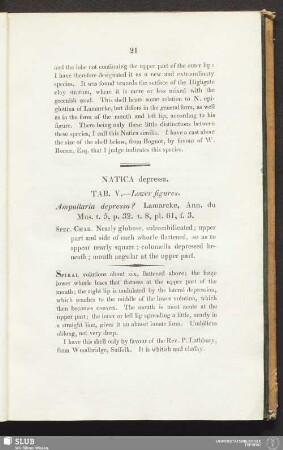 21
and the lobe not continuing the upper part of the outer lip:
I have therefore designated it as a new and extraordinary
species. It was found towards the surface of the Highgate
clay stratum, where it is more or less mixed with the
greenish sand. This shell bears some relation to N. epi-
glottina of Lamarcke, but differs in the general form, as well
as in the form of the mouth and left lip, according to his
figure. There being only these little distinctions between
these species, I call this Natica similis. I have a cast about
the size of the shell below, from Bognor, by favour of W.
Esq. that I judge indicates this species.
NATICA depressa.
TAB. V.—Lower figures.
Ampullaria depressa? Lamarcke, Ann. du
Mus. t. 5, p. 32. t. 8, pl. 61, f. 3.
Spec. Char. Nearly globose, subumbilicated; upper
part and side of each whorle flattened, so as to
appear nearly square; columella depressed be-
neath; mouth angular at the upper part.
Spiral volutions about six, flattened above; the large
lower whorle loses that flatness at the upper part of the
mouth; the right lip is undulated by the lateral depression,
which reaches to the middle of the lower volution, which
then becomes convex. The mouth is most acute at the
upper part; the inner or left lip spreading a little, nearly in
a straight line, gives it an almost lunate form. Umbilicus
oblong, not very deep.
I have this shell only by favour of the Rev. P. Lathbury,
from Woodbridge, Suffolk. It is whitish and chalky.
SLUB
Wir führen Wissen.